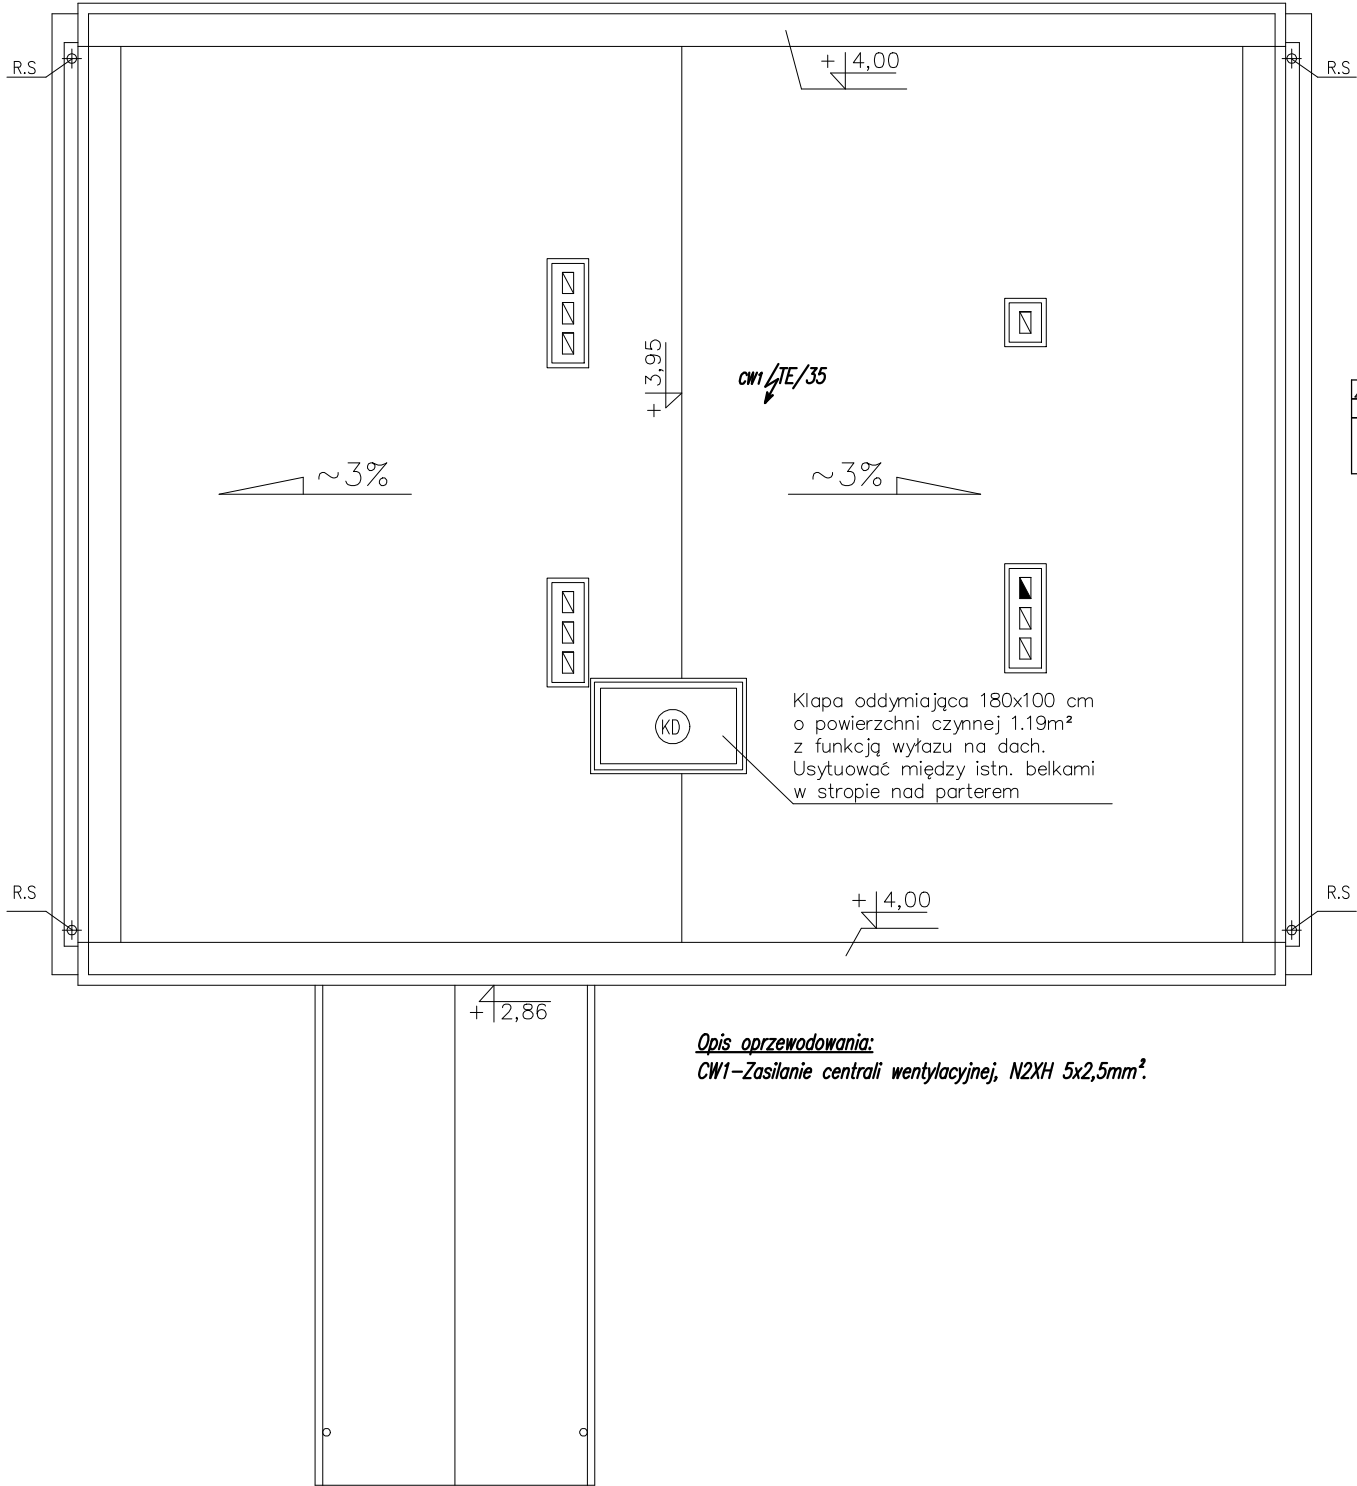 + 4,00
R.S
R.S
+ 3,95
CW1 TE/35
~3%
~3%
Klapa oddymiająca 180x100 cm
o powierzchni czynnej 1.19m²
z funkcją wyłazu na dach.
Usytuować między istn. belkami
w stropie nad parterem
KD
R.S
R.S
+ 4,00
+ 2,86
Opis oprzewodowania:
CW1-Zasilanie centrali wentylacyjnej, N2XH 5x2,5mm².